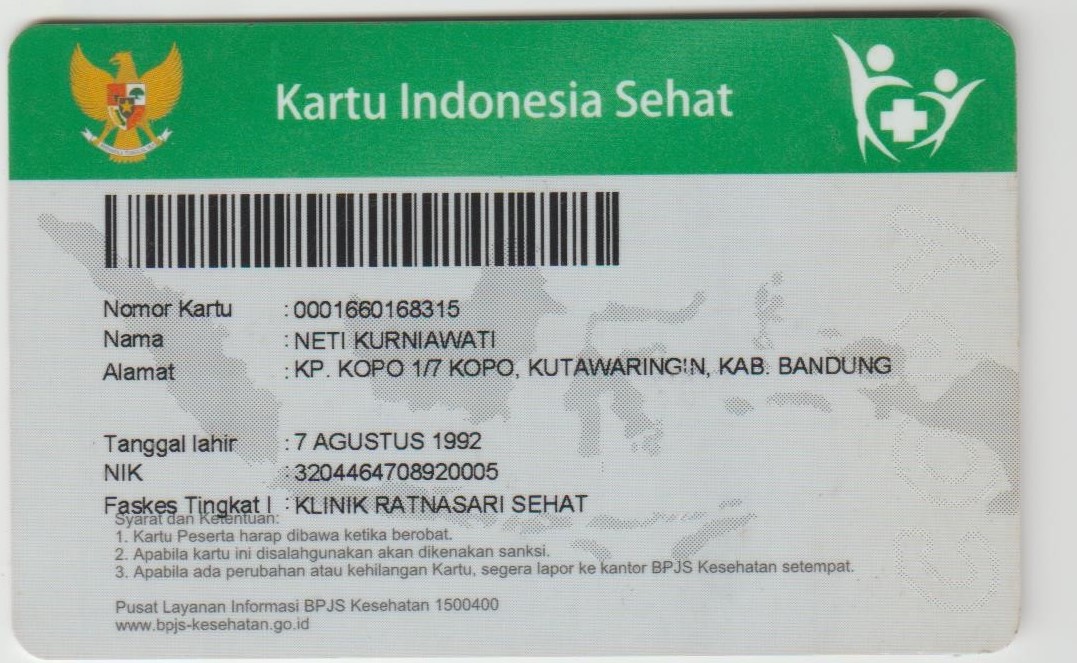 Kartu Indonesia Sehat
Nomor Kartu : 0001660168315
Nama : NETI KURNIAWATI
Alamat : KP. KOPO 1/7 KOPO, KUTAWARINGIN, KAB. BANDUNG
Tanggal lahir : 7 AGUSTUS 1992
NIK : 3204464708920005
Faskes Tingkat I : KLINIK RATNASARI SEHAT
Syarat dan Ketentuan:
1. Kartu Peserta harap dibawa ketika berobat.
2. Apabila kartu ini disalahgunakan akan dikenakan sanksi.
3. Apabila ada perubahan atau kehilangan Kartu, segera lapor ke kantor BPJS Kesehatan setempat.
Pusat Layanan Informasi BPJS Kesehatan 1500400
www.bpjs-kesehatan.go.id